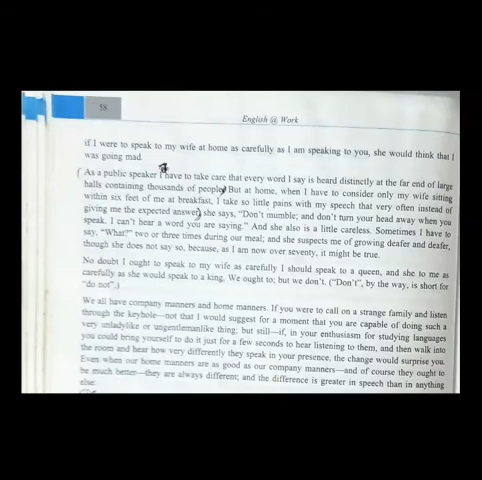 58
English @ Work
if I were to speak to my wife at home as carefully as I am speaking to you, she would think that I
was going mad.
As a public speaker I have to take care that every word I say is heard distinctly at the far end of large
halls containing thousands of people. But at home, when I have to consider only my wife sitting
within six feet of me at breakfast, I take so little pains with my speech that very often instead of
giving me the expected answer, she says, "Don't mumble; and don't turn your head away when you
speak. I can't hear a word you are saying." And she also is a little careless. Sometimes I have to
say, "What?" two or three times during our meal; and she suspects me of growing deafer and deafer,
though she does not say so, because, as I am now over seventy, it might be true.
No doubt I ought to speak to my wife as carefully I should speak to a queen, and she to me as
carefully as she would speak to a king. We ought to; but we don't. ("Don't", by the way, is short for
"do not".)
We all have company manners and home manners. If you were to call on a strange family and listen
through the keyhole—not that I would suggest for a moment that you are capable of doing such a
very unladylike or ungentlemanlike thing; but still—if, in your enthusiasm for studying languages
you could bring yourself to do it just for a few seconds to hear listening to them, and then walk into
the room and hear how very differently they speak in your presence, the change would surprise you.
Even when our home manners are as good as our company manners—and of course they ought to
be much better—they are always different; and the difference is greater in speech than in anything
else.